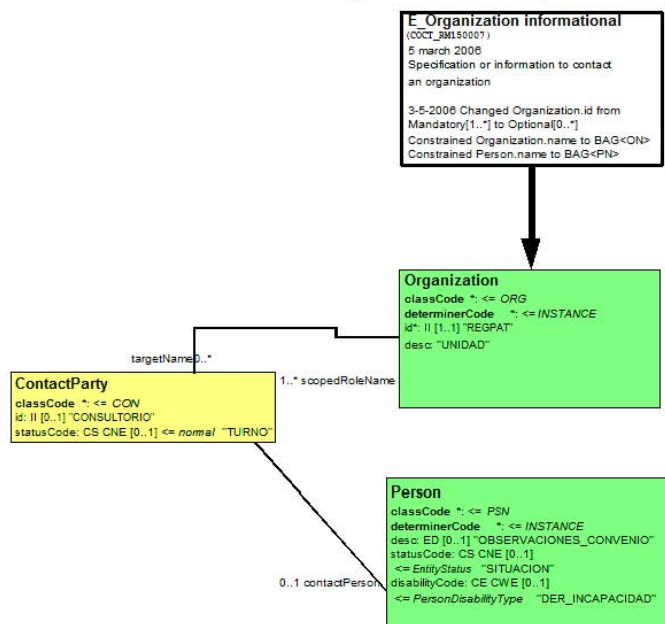 E_Organization informational
(COCT_RM150007)
5 march 2006
Specification or information to contact
an organization
3-5-2006 Changed Organization.id from
Mandatory[1..*] to Optional[0..*]
Constrained Organization.name to BAG<ON>
Constrained Person.name to BAG<PN>
Organization
classCode *: <= ORG
determinerCode *: <= INSTANCE
id*: II [1..1] "REGPAT"
desc: "UNIDAD"
targetName0..*
1..* scopedRoleName
ContactParty
classCode *: <= CON
id: II [0..1] "CONSULTORIO"
statusCode: CS CNE [0..1] <= normal "TURNO"
Person
classCode *: <= PSN
determinerCode *: <= INSTANCE
desc: ED [0..1] "OBSERVACIONES_CONVENIO"
statusCode: CS CNE [0..1]
<= EntityStatus "SITUACION"
disabilityCode: CE CWE [0..1]
<= PersonDisabilityType "DER_INCAPACIDAD"
0..1 contactPerson